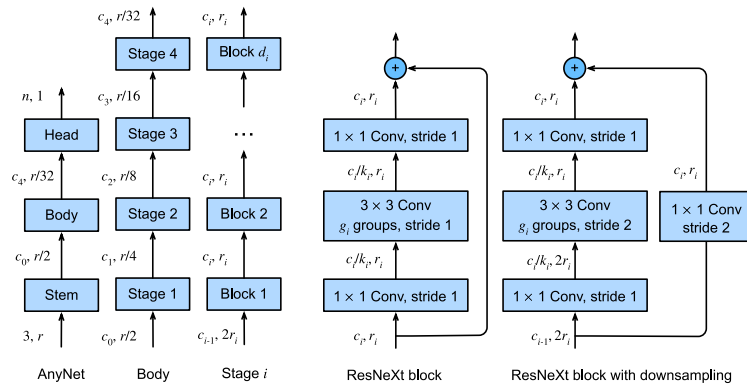 n, 1
Head
c4, r/32
Body
c0, r/2
Stem
3, r
AnyNet
c4, r/32
Stage 4
c3, r/16
Stage 3
c2, r/8
Stage 2
c1, r/4
Stage 1
c0, r/2
Body
ci, ri
Block di
...
ci, ri
Block 2
ci, ri
Block 1
ci-1, 2ri
Stage i
+
ci, ri
1 × 1 Conv, stride 1
ci/ki, ri
3 × 3 Conv
gi groups, stride 1
ci/ki, ri
1 × 1 Conv, stride 1
ci, ri
ResNeXt block
+
ci, ri
1 × 1 Conv, stride 1
ci/ki, ri
3 × 3 Conv
gi groups, stride 2
ci/ki, 2ri
1 × 1 Conv, stride 1
ci-1, 2ri
ci, ri
1 × 1 Conv
stride 2
ResNeXt block with downsampling